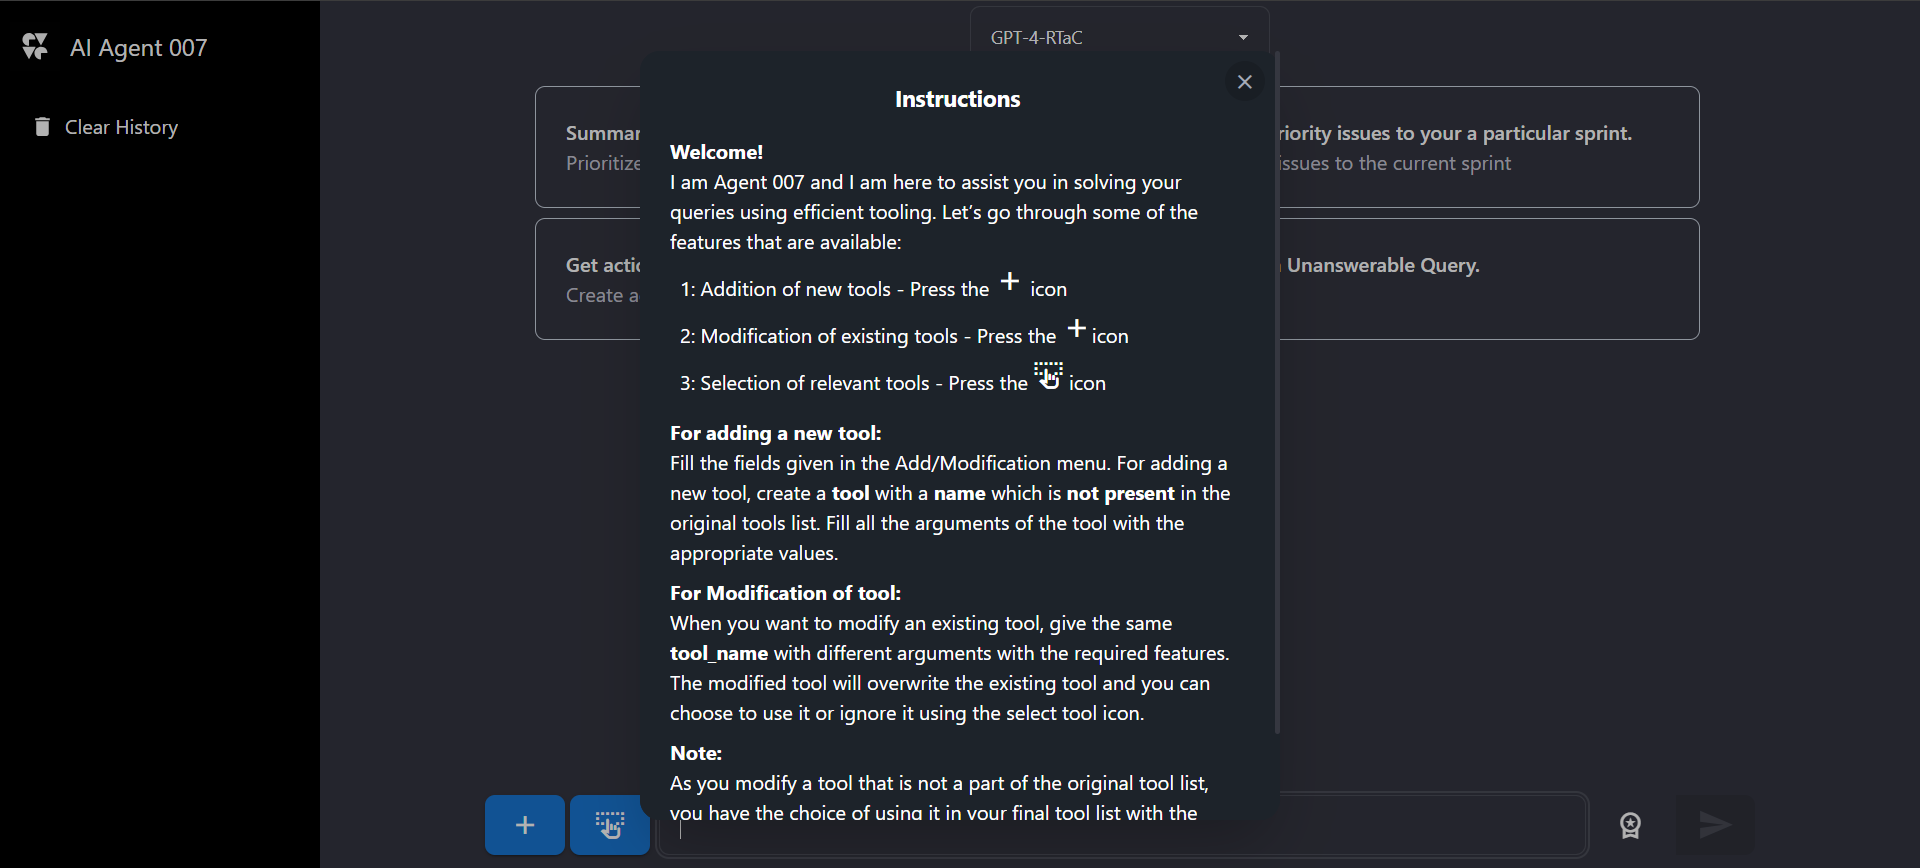 AI Agent 007
Clear History
GPT-4-RTaC
Instructions
Welcome!
I am Agent 007 and I am here to assist you in solving your
queries using efficient tooling. Let's go through some of the
features that are available:
1: Addition of new tools - Press the + icon
2: Modification of existing tools - Press the + icon
3: Selection of relevant tools - Press the icon
For adding a new tool:
Fill the fields given in the Add/Modification menu. For adding a
new tool, create a tool with a name which is not present in the
original tools list. Fill all the arguments of the tool with the
appropriate values.
For Modification of tool:
When you want to modify an existing tool, give the same
tool_name with different arguments with the required features.
The modified tool will overwrite the existing tool and you can
choose to use it or ignore it using the select tool icon.
Note:
As you modify a tool that is not a part of the original tool list,
you have the choice of using it in your final tool list with the
Summar
Prioritize
riority issues to your a particular sprint.
issues to the current sprint
Get actio
Create a
Unanswerable Query.